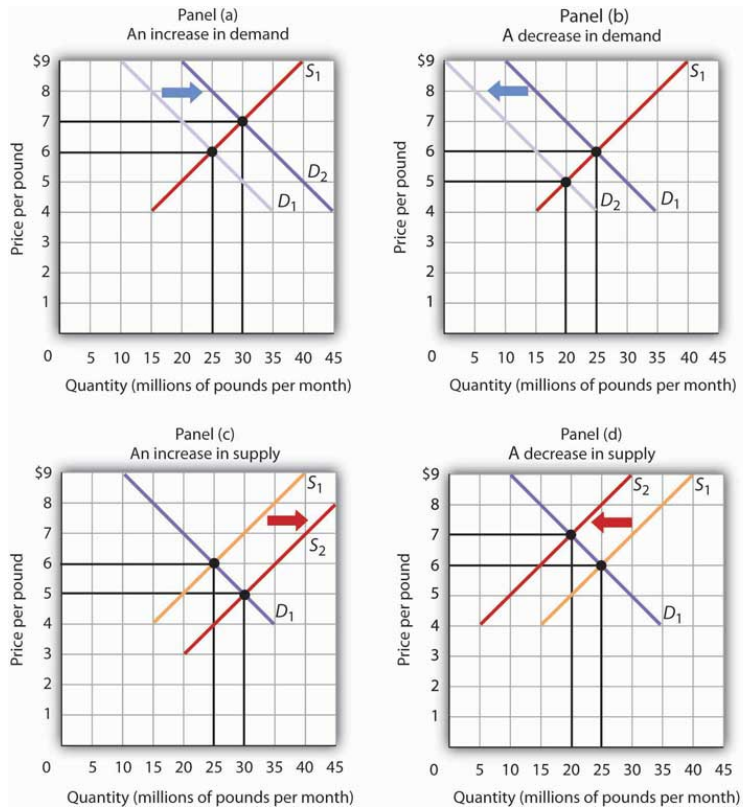 Panel (a)
An increase in demand
$9
8
7
6
5
4
3
2
1
0 5 10 15 20 25 30 35 40 45
S1
D2
D1
Price per pound
Quantity (millions of pounds per month)
Panel (b)
A decrease in demand
$9
8
7
6
5
4
3
2
1
0 5 10 15 20 25 30 35 40 45
S1
D2 D1
Price per pound
Quantity (millions of pounds per month)
Panel (c)
An increase in supply
$9
8
7
6
5
4
3
2
1
0 5 10 15 20 25 30 35 40 45
S1
S2
D1
Price per pound
Quantity (millions of pounds per month)
Panel (d)
A decrease in supply
$9
8
7
6
5
4
3
2
1
0 5 10 15 20 25 30 35 40 45
S2 S1
D1
Price per pound
Quantity (millions of pounds per month)